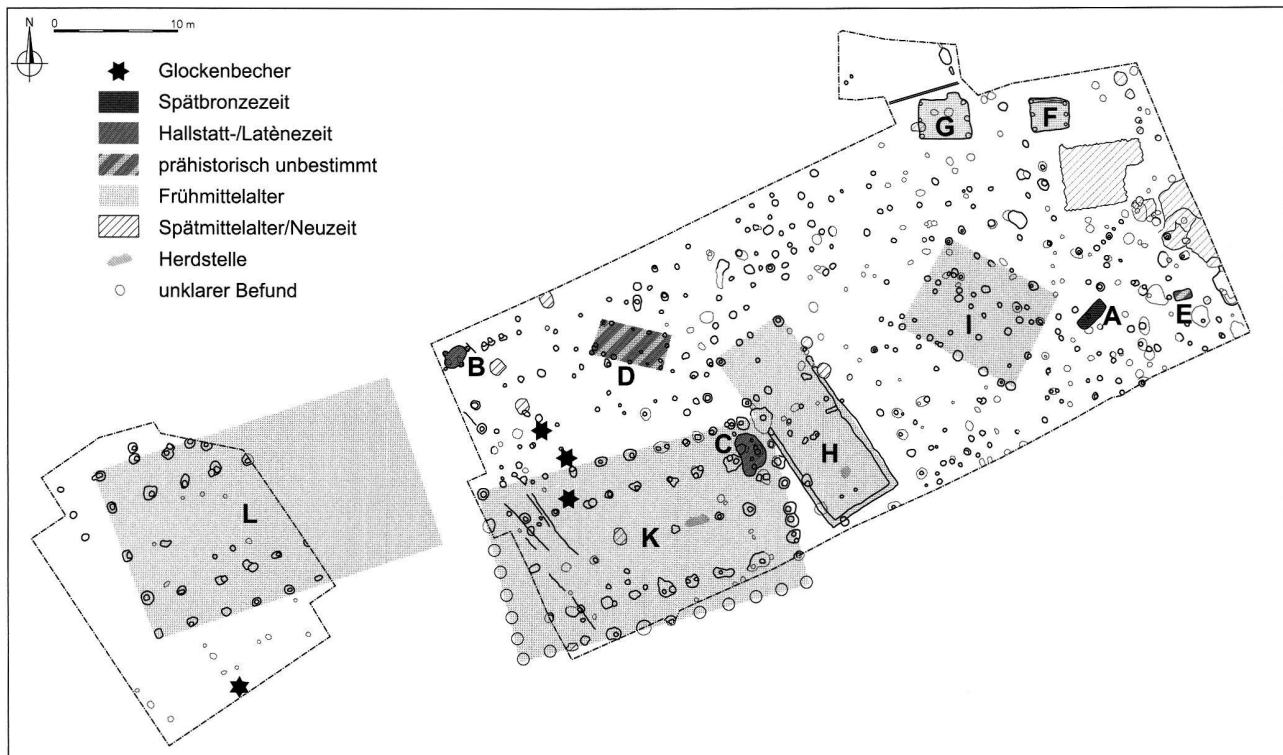 N
0 10 m
Glockenbecher
Spätbronzezeit
Hallstatt-/Latènezeit
prähistorisch unbestimmt
Frühmittelalter
Spätmittelalter/Neuzeit
Herdstelle
unklarer Befund
G
F
A
E
I
B
D
C
H
L
K